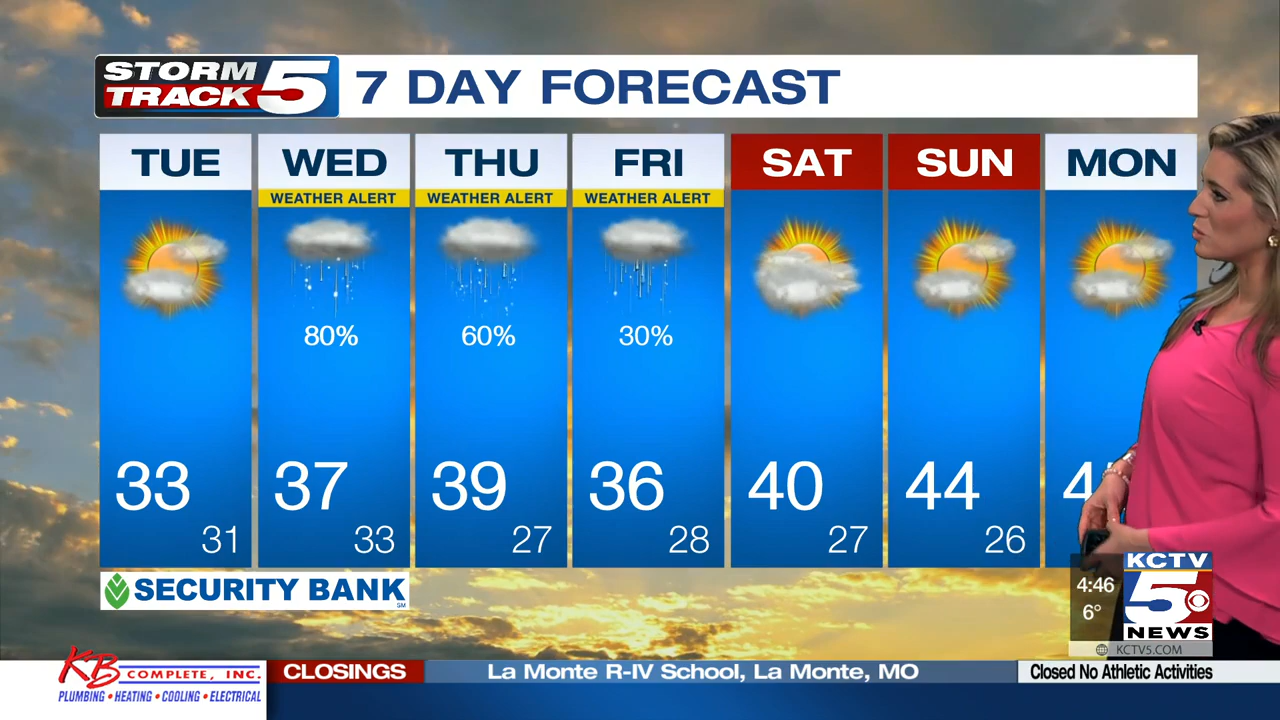 STORM TRACK 5
7 DAY FORECAST
TUE WED THU FRI SAT SUN MON
WEATHER ALERT WEATHER ALERT WEATHER ALERT
80% 60% 30%
33 37 39 36 40 44
31 33 27 28 27 26
SECURITY BANK
KCTV
5
NEWS
4:46
6°
KCTV5.COM
KB COMPLETE, INC.
PLUMBING • HEATING • COOLING • ELECTRICAL
CLOSINGS
La Monte R-IV School, La Monte, MO
Closed No Athletic Activities